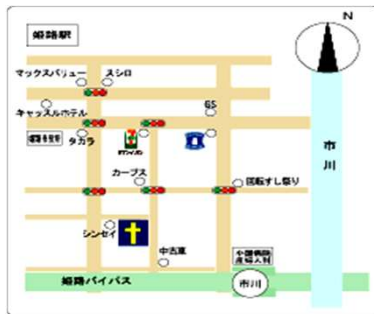 N
姫路駅
マックスバリュー
スシロ
GS
キャッスルホテル
タカラ
カーブス
回転すし祭り
シンセイ
中古車
市川
姫路バイパス
市川